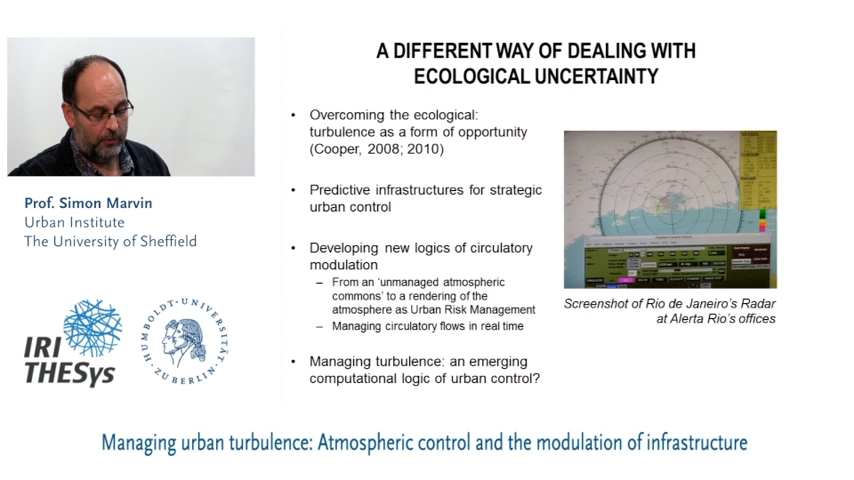 A DIFFERENT WAY OF DEALING WITH
ECOLOGICAL UNCERTAINTY
• Overcoming the ecological:
turbulence as a form of opportunity
(Cooper, 2008; 2010)
• Predictive infrastructures for strategic
urban control
• Developing new logics of circulatory
modulation
– From an ‘unmanaged atmospheric
commons’ to a rendering of the
atmosphere as Urban Risk Management
– Managing circulatory flows in real time
• Managing turbulence: an emerging
computational logic of urban control?
Screenshot of Rio de Janeiro’s Radar
at Alerta Rio’s offices
Prof. Simon Marvin
Urban Institute
The University of Sheffield
IRI
THESys
HUMBOLDT-UNIVERSITÄT
ZU BERLIN
Managing urban turbulence: Atmospheric control and the modulation of infrastructure